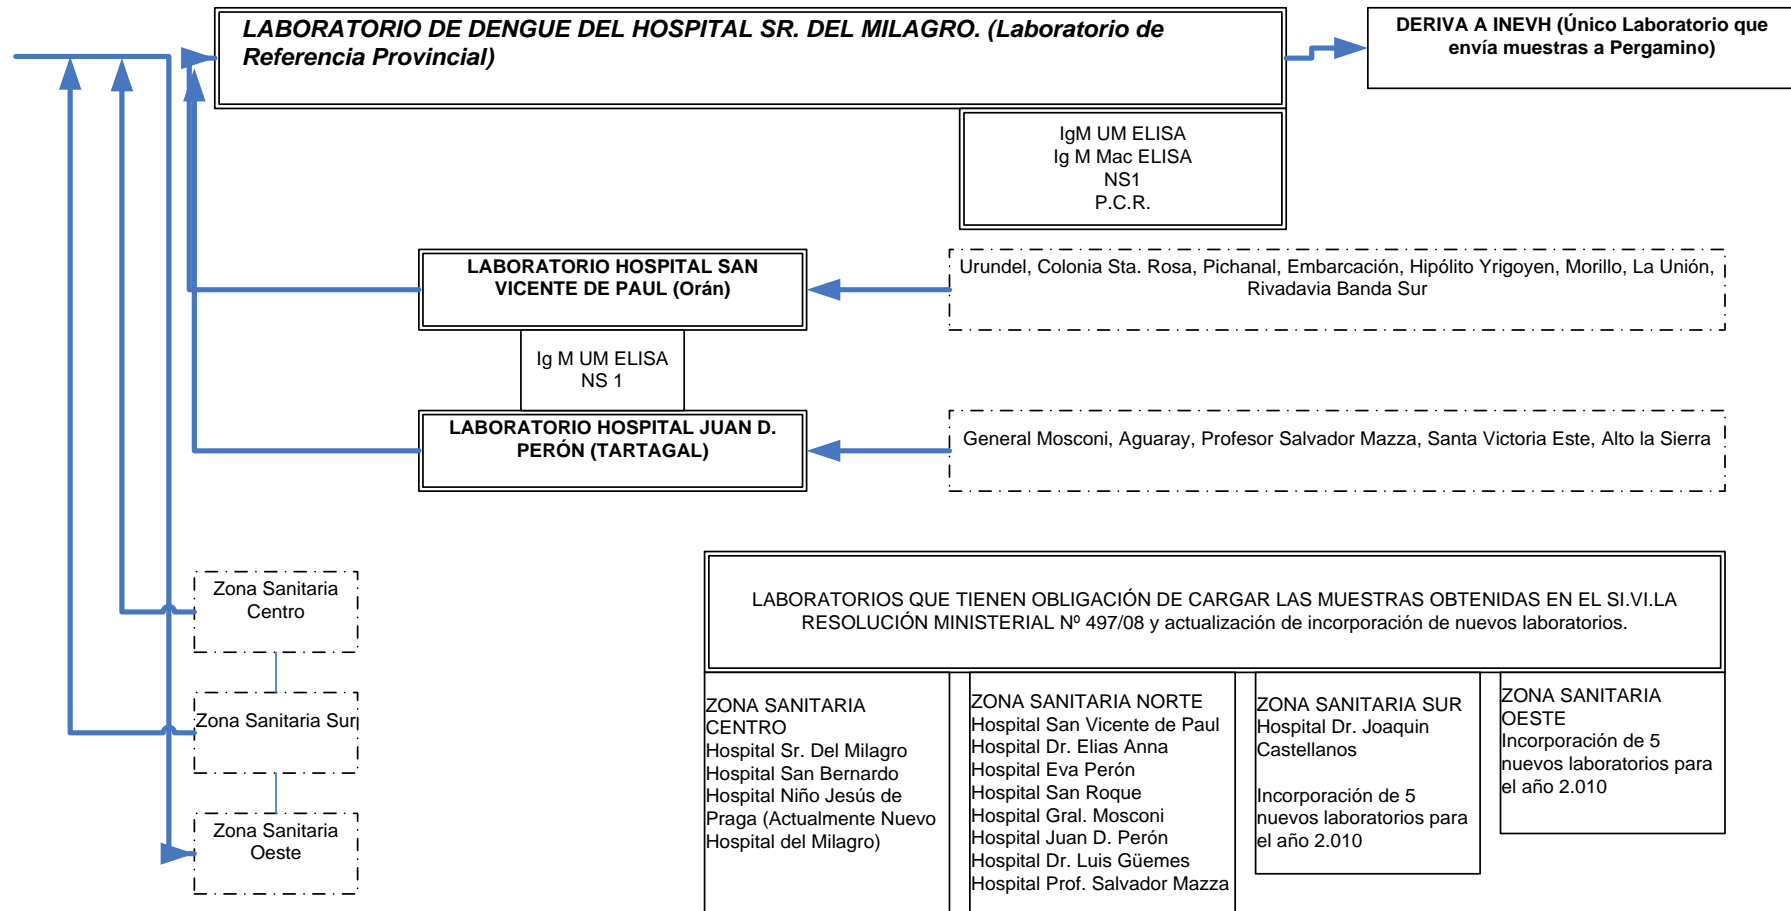 LABORATORIO DE DENGUE DEL HOSPITAL SR. DEL MILAGRO. (Laboratorio de
Referencia Provincial)
DERIVA A INEVH (Único Laboratorio que
envía muestras a Pergamino)
IgM UM ELISA
Ig M Mac ELISA
NS1
P.C.R.
LABORATORIO HOSPITAL SAN
VICENTE DE PAUL (Orán)
Urundel, Colonia Sta. Rosa, Pichanal, Embarcación, Hipólito Yrigoyen, Morillo, La Unión,
Rivadavia Banda Sur
Ig M UM ELISA
NS 1
LABORATORIO HOSPITAL JUAN D.
PERÓN (TARTAGAL)
General Mosconi, Aguaray, Profesor Salvador Mazza, Santa Victoria Este, Alto la Sierra
Zona Sanitaria
Centro
Zona Sanitaria Sur
Zona Sanitaria
Oeste
LABORATORIOS QUE TIENEN OBLIGACIÓN DE CARGAR LAS MUESTRAS OBTENIDAS EN EL SI.VI.LA
RESOLUCIÓN MINISTERIAL Nº 497/08 y actualización de incorporación de nuevos laboratorios.
ZONA SANITARIA
CENTRO
Hospital Sr. Del Milagro
Hospital San Bernardo
Hospital Niño Jesús de
Praga (Actualmente Nuevo
Hospital del Milagro)
ZONA SANITARIA NORTE
Hospital San Vicente de Paul
Hospital Dr. Elias Anna
Hospital Eva Perón
Hospital San Roque
Hospital Gral. Mosconi
Hospital Juan D. Perón
Hospital Dr. Luis Güemes
Hospital Prof. Salvador Mazza
ZONA SANITARIA SUR
Hospital Dr. Joaquin
Castellanos
Incorporación de 5
nuevos laboratorios para
el año 2.010
ZONA SANITARIA
OESTE
Incorporación de 5
nuevos laboratorios para
el año 2.010